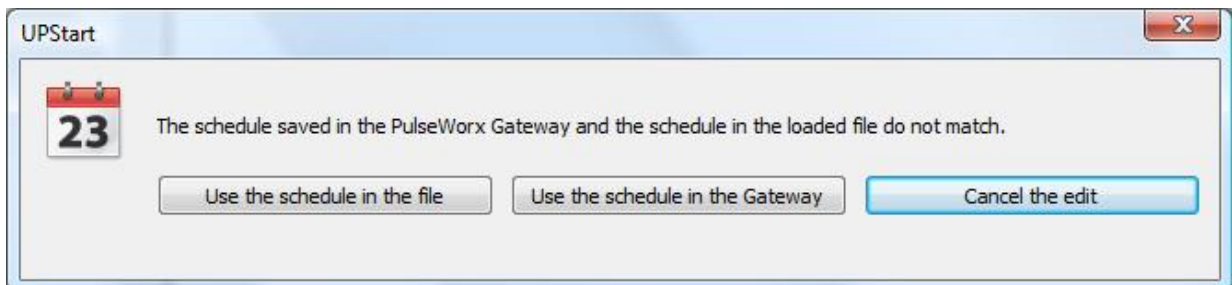 UPStart
23
The schedule saved in the PulseWorx Gateway and the schedule in the loaded file do not match.
Use the schedule in the file Use the schedule in the Gateway Cancel the edit